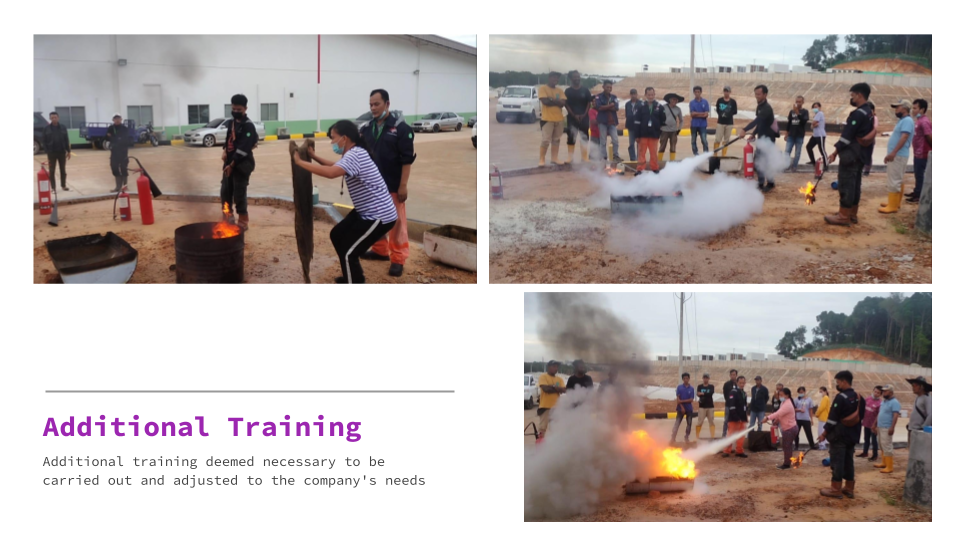 Additional Training
Additional training deemed necessary to be
carried out and adjusted to the company's needs